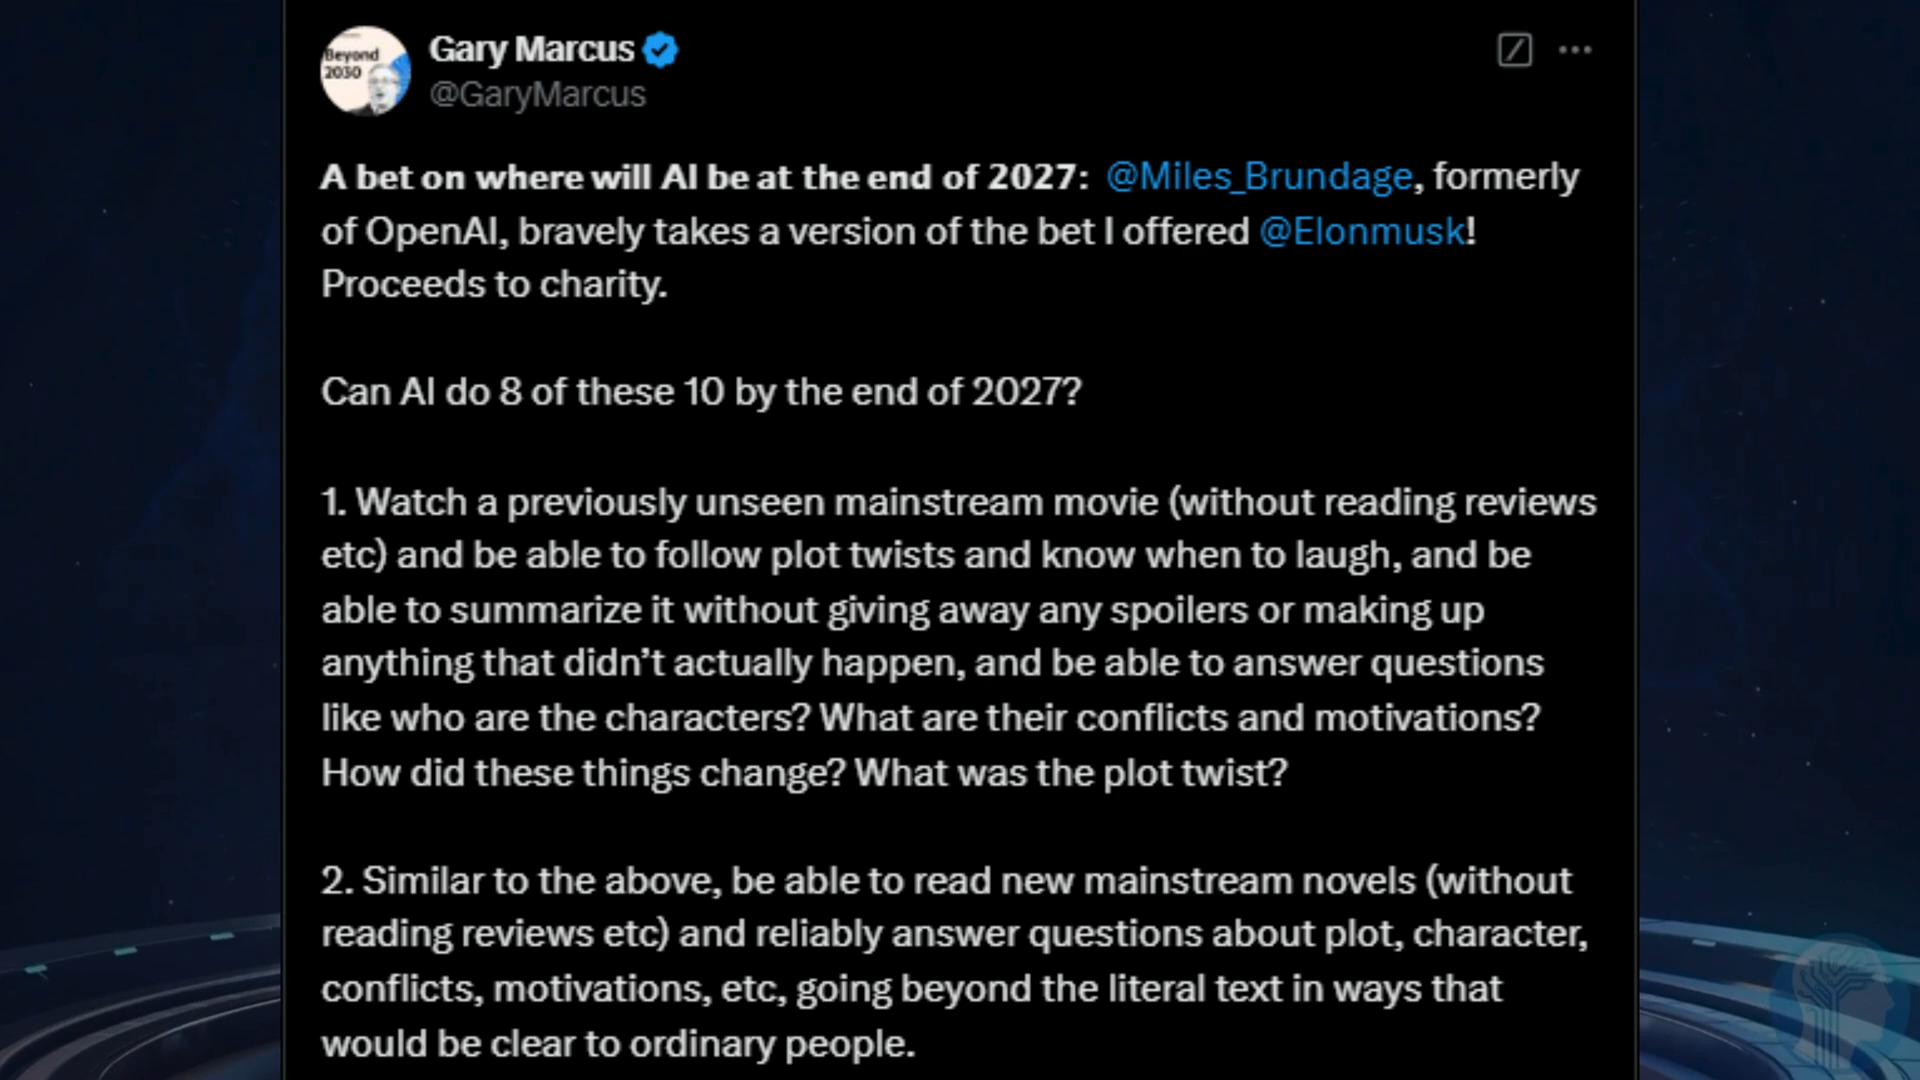 Beyond
2030
Gary Marcus
@GaryMarcus
A bet on where will AI be at the end of 2027: @Miles_Brundage, formerly
of OpenAI, bravely takes a version of the bet I offered @Elonmusk!
Proceeds to charity.
Can AI do 8 of these 10 by the end of 2027?
1. Watch a previously unseen mainstream movie (without reading reviews
etc) and be able to follow plot twists and know when to laugh, and be
able to summarize it without giving away any spoilers or making up
anything that didn’t actually happen, and be able to answer questions
like who are the characters? What are their conflicts and motivations?
How did these things change? What was the plot twist?
2. Similar to the above, be able to read new mainstream novels (without
reading reviews etc) and reliably answer questions about plot, character,
conflicts, motivations, etc, going beyond the literal text in ways that
would be clear to ordinary people.